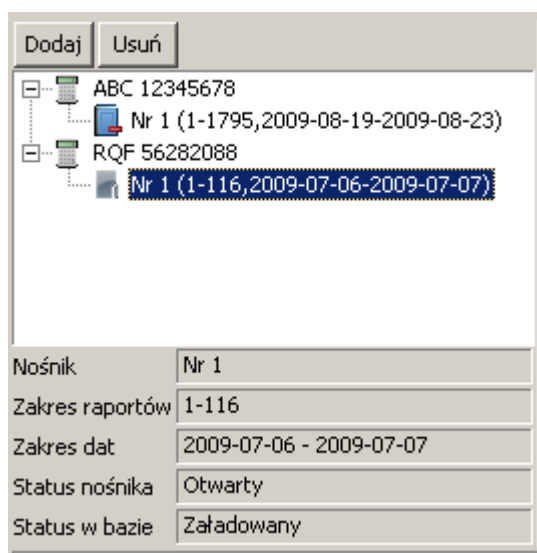 Dodaj Usuń
ABC 12345678
Nr 1 (1-1795,2009-08-19-2009-08-23)
RQF 56282088
Nr 1 (1-116,2009-07-06-2009-07-07)
Nośnik Nr 1
Zakres raportów 1-116
Zakres dat 2009-07-06 - 2009-07-07
Status nośnika Otwarty
Status w bazie Załadowany